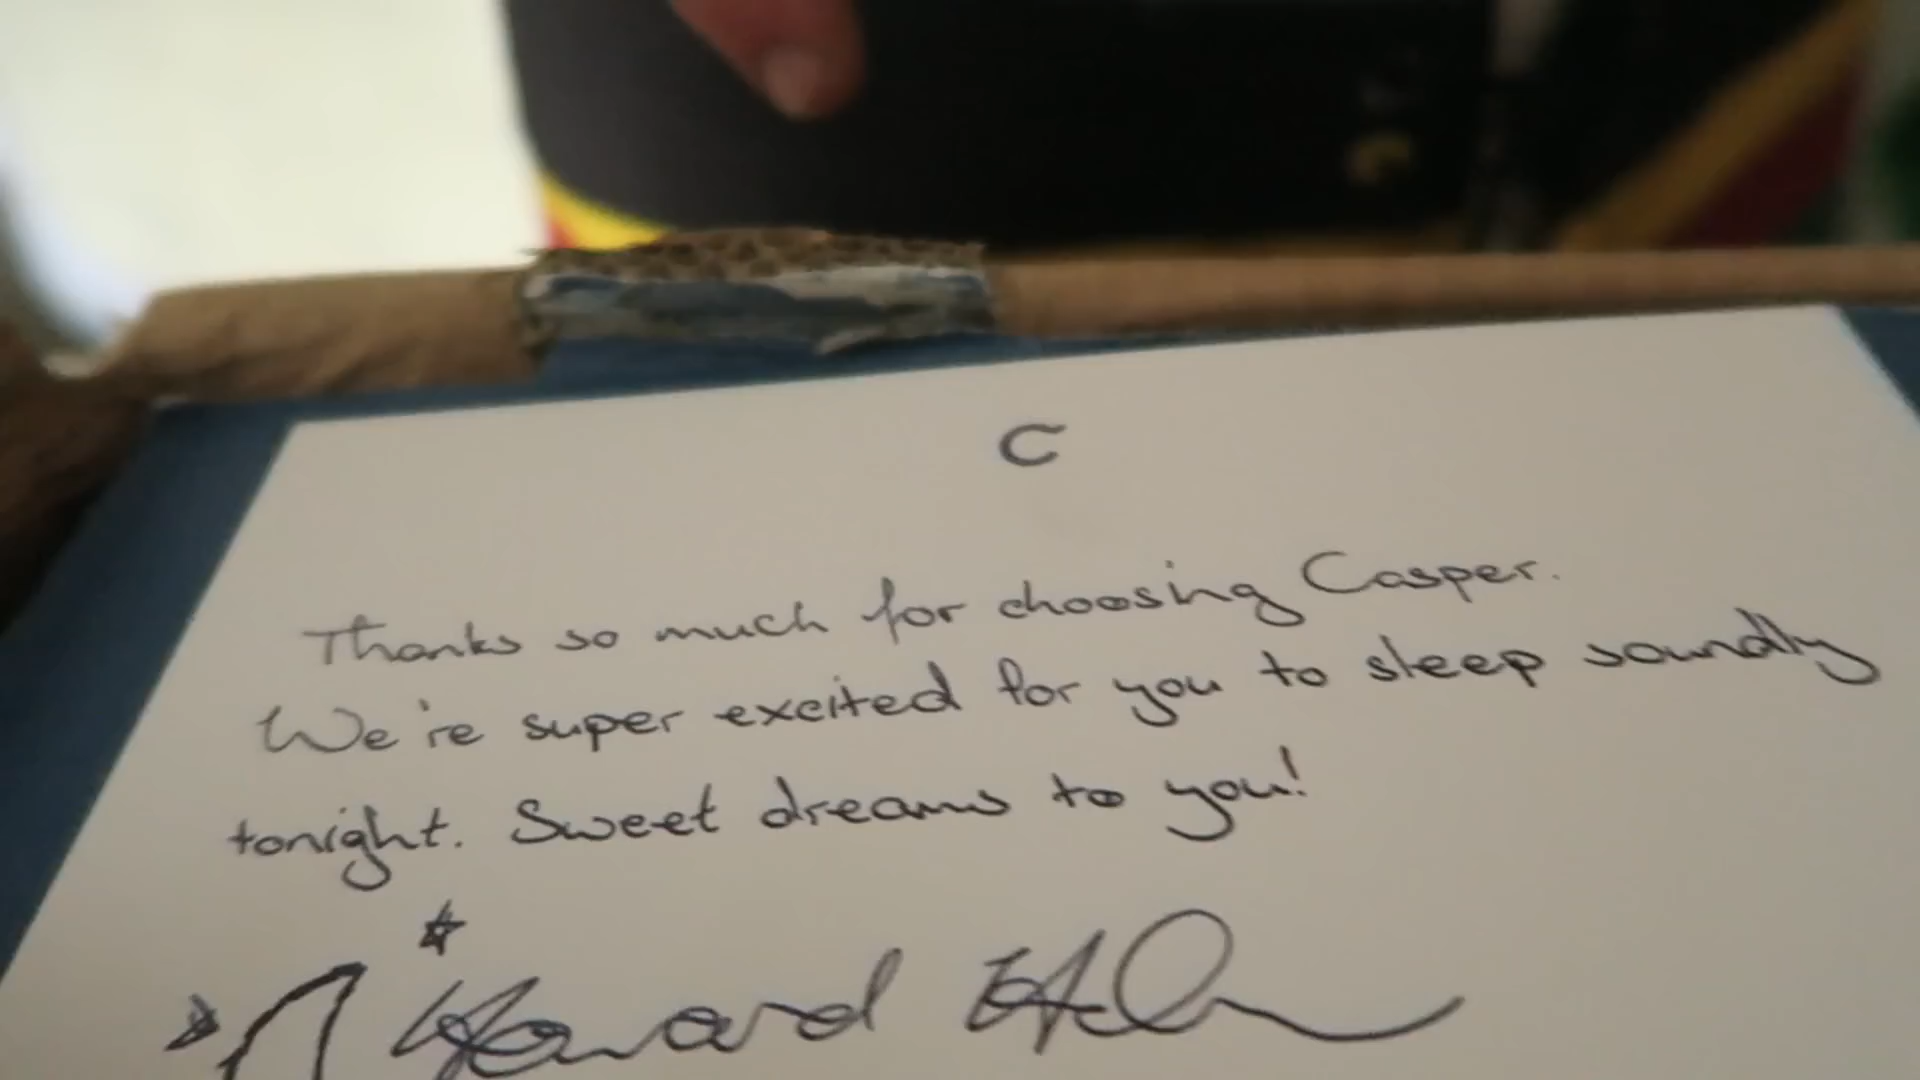 C
Thanks so much for choosing Casper.
We're super excited for you to sleep soundly
tonight. Sweet dreams to you!
Howard